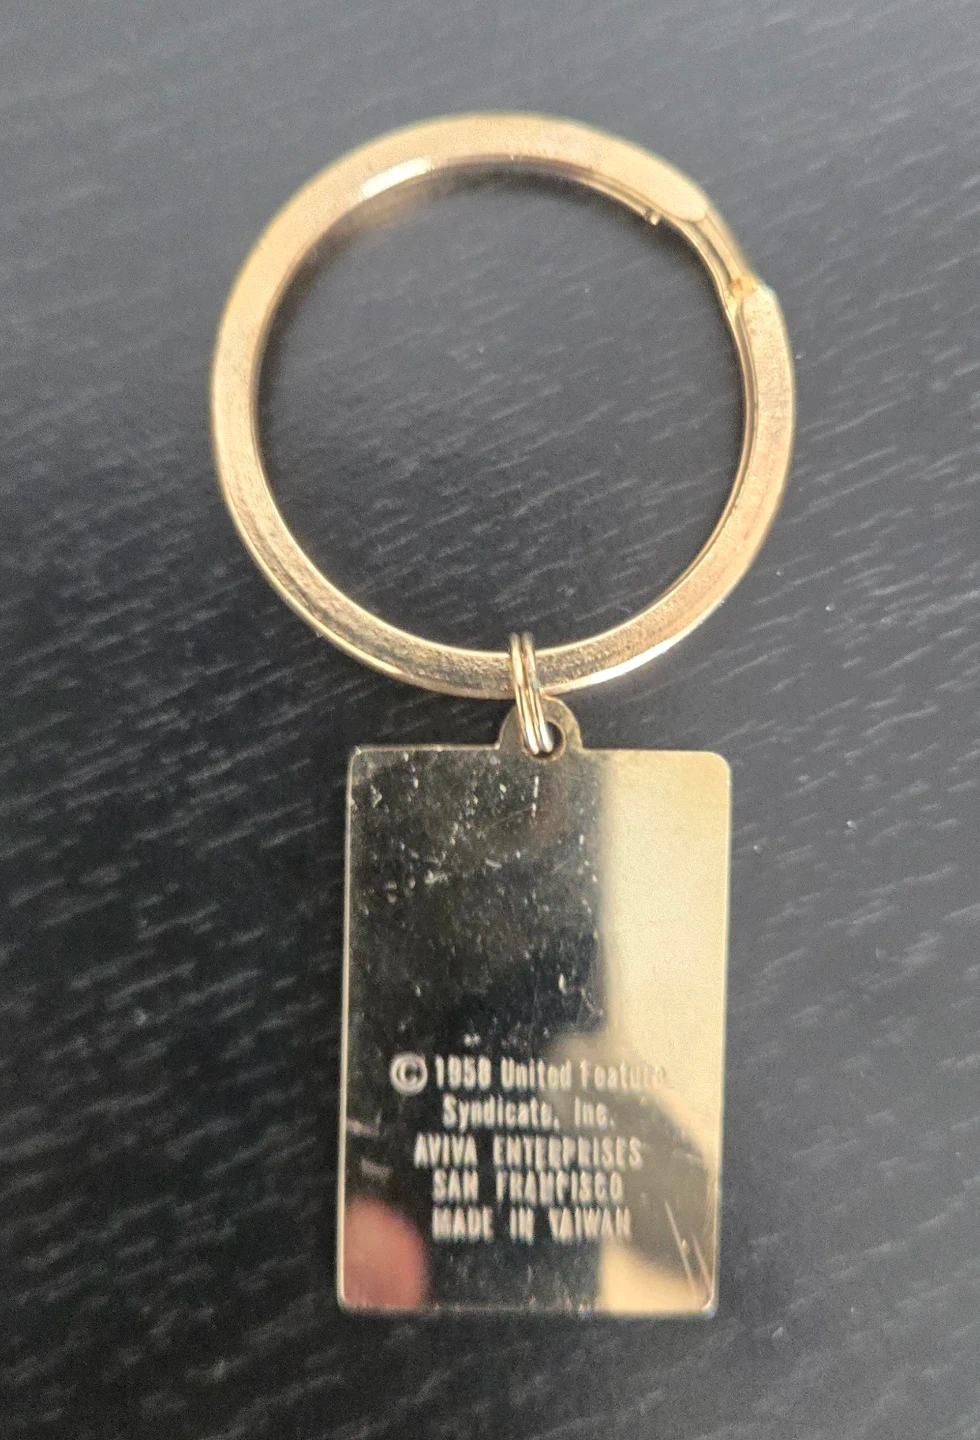 © 1958 United Feature
Syndicate, Inc.
AVIVA ENTERPRISES
SAN FRANCISCO
MADE IN TAIWAN